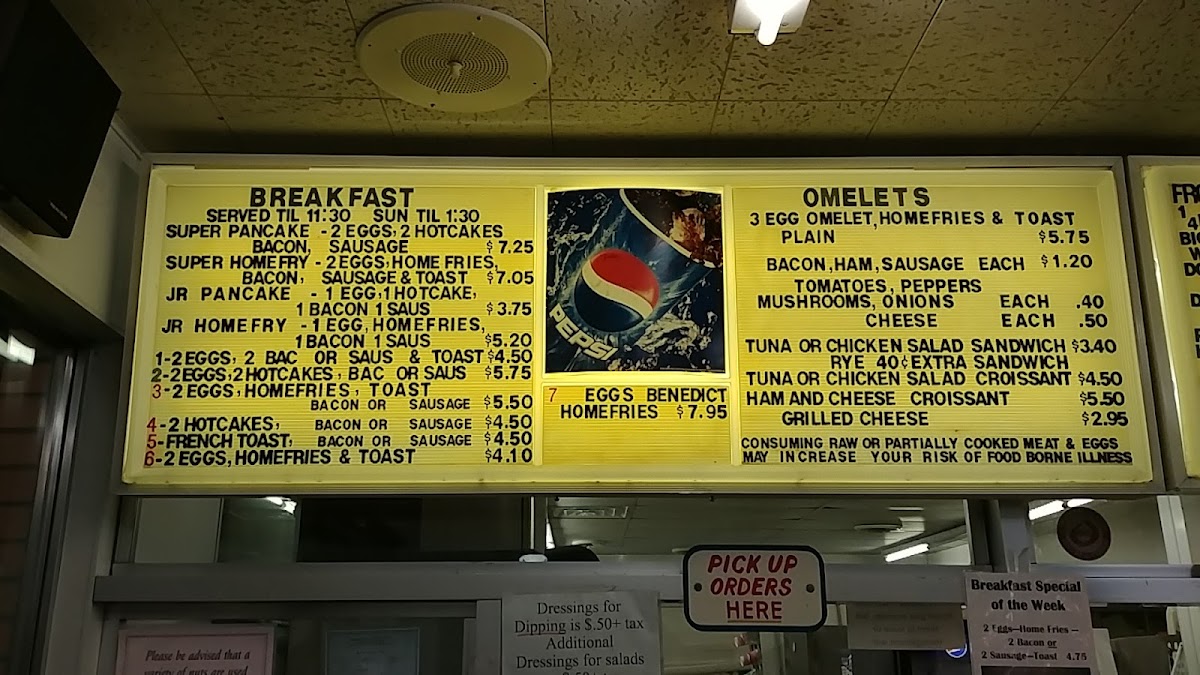 BREAKFAST
SERVED TIL 11:30 SUN TIL 1:30
SUPER PANCAKE - 2 EGGS, 2 HOTCAKES
BACON, SAUSAGE $7.25
SUPER HOMEFRY - 2 EGGS, HOME FRIES,
BACON, SAUSAGE & TOAST $7.05
JR PANCAKE - 1 EGG, 1 HOTCAKE,
1 BACON 1 SAUS $3.75
JR HOMEFRY - 1 EGG, HOMEFRIES,
1 BACON 1 SAUS $5.20
1-2 EGGS, 2 BAC OR SAUS & TOAST $4.50
2-2 EGGS, 2 HOTCAKES, BAC OR SAUS $5.75
3-2 EGGS, HOMEFRIES, TOAST
BACON OR SAUSAGE $5.50
4-2 HOTCAKES, BACON OR SAUSAGE $4.50
5-FRENCH TOAST, BACON OR SAUSAGE $4.50
6-2 EGGS, HOMEFRIES & TOAST $4.10
PEPSI
7 EGGS BENEDICT
HOMEFRIES $7.95
OMELETS
3 EGG OMELET, HOMEFRIES & TOAST
PLAIN $5.75
BACON, HAM, SAUSAGE EACH $1.20
TOMATOES, PEPPERS
MUSHROOMS, ONIONS EACH .40
CHEESE EACH .50
TUNA OR CHICKEN SALAD SANDWICH $3.40
RYE 40¢ EXTRA SANDWICH
TUNA OR CHICKEN SALAD CROISSANT $4.50
HAM AND CHEESE CROISSANT $5.50
GRILLED CHEESE $2.95
CONSUMING RAW OR PARTIALLY COOKED MEAT & EGGS
MAY INCREASE YOUR RISK OF FOOD BORNE ILLNESS
FR
PICK UP
ORDERS
HERE
Dressings for
Dipping is $.50+ tax
Additional
Dressings for salads
Please be advised that a
variety of nuts are used
Breakfast Special
of the Week
2 Eggs—Home Fries—
2 Bacon or
2 Sausage—Toast 4.75